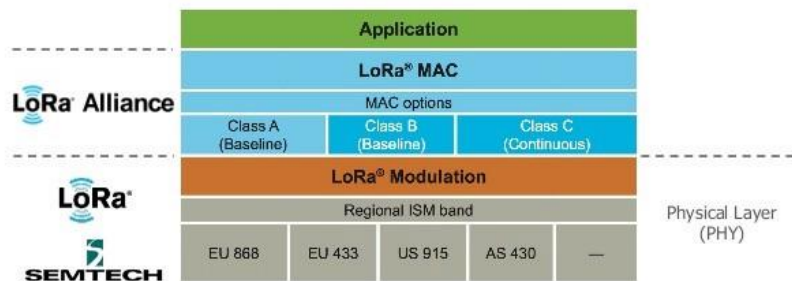 Application
LoRa® MAC
LoRa Alliance
MAC options
Class A
(Baseline)
Class B
(Baseline)
Class C
(Continuous)
LoRa® Modulation
LoRa®
Regional ISM band
Physical Layer
(PHY)
EU 868
EU 433
US 915
AS 430
—
SEMTECH